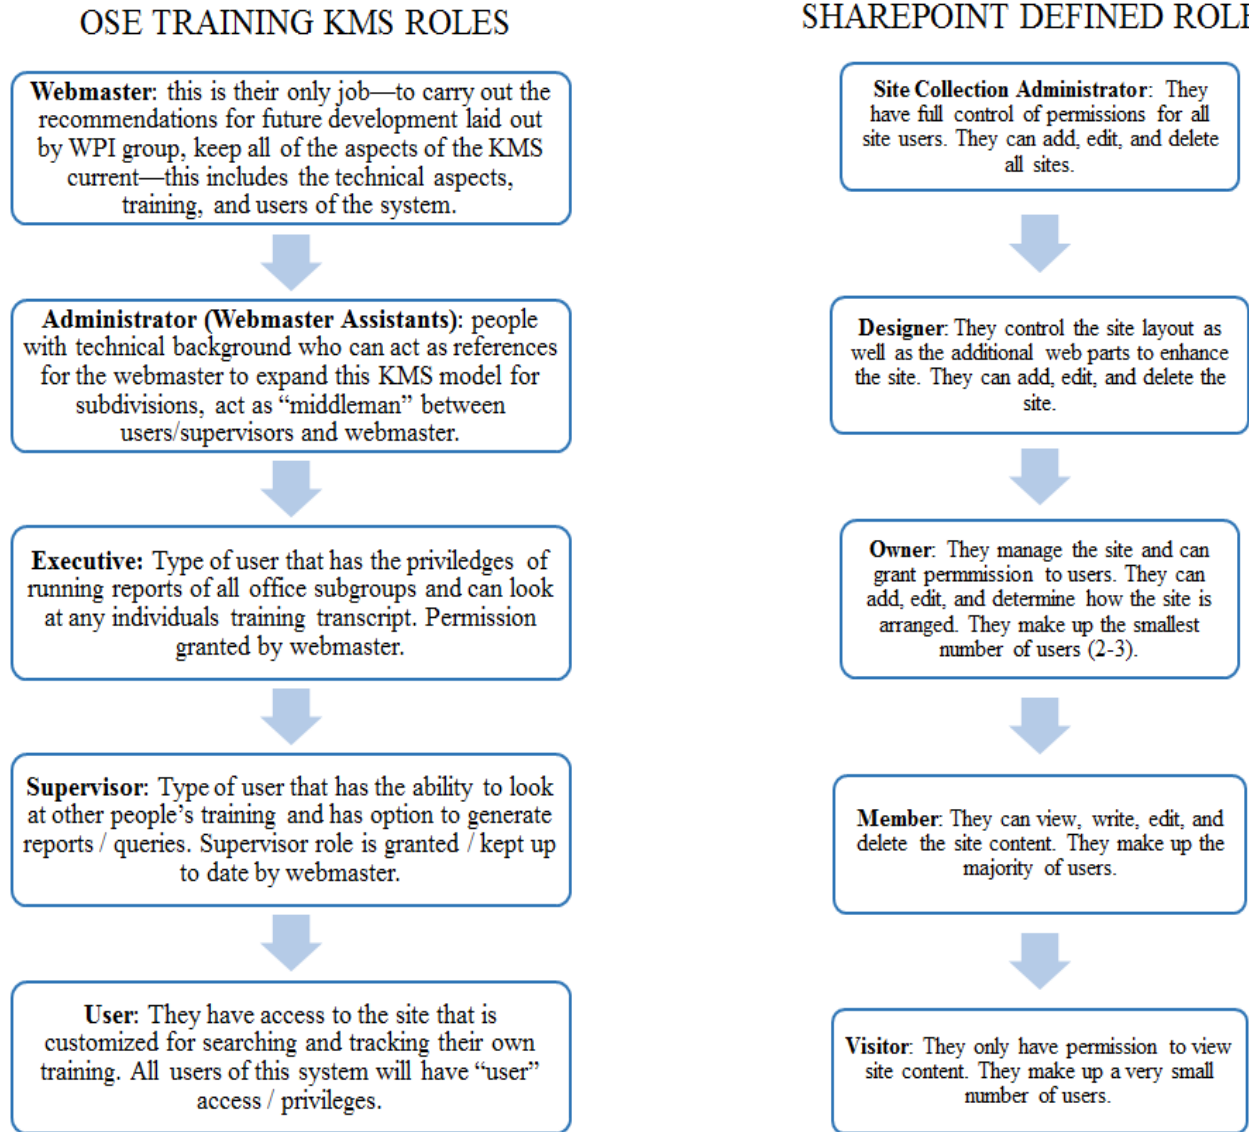 OSE TRAINING KMS ROLES
Webmaster: this is their only job—to carry out the
recommendations for future development laid out
by WPI group, keep all of the aspects of the KMS
current—this includes the technical aspects,
training, and users of the system.
Administrator (Webmaster Assistants): people
with technical background who can act as references
for the webmaster to expand this KMS model for
subdivisions, act as “middleman” between
users/supervisors and webmaster.
Executive: Type of user that has the priviledges of
running reports of all office subgroups and can look
at any individuals training transcript. Permission
granted by webmaster.
Supervisor: Type of user that has the ability to look
at other people’s training and has option to generate
reports / queries. Supervisor role is granted / kept up
to date by webmaster.
User: They have access to the site that is
customized for searching and tracking their own
training. All users of this system will have “user”
access / privileges.
SHAREPOINT DEFINED ROLE
Site Collection Administrator: They
have full control of permissions for all
site users. They can add, edit, and delete
all sites.
Designer: They control the site layout as
well as the additional web parts to enhance
the site. They can add, edit, and delete the
site.
Owner: They manage the site and can
grant permmission to users. They can
add, edit, and determine how the site is
arranged. They make up the smallest
number of users (2-3).
Member: They can view, write, edit, and
delete the site content. They make up the
majority of users.
Visitor: They only have permission to view
site content. They make up a very small
number of users.